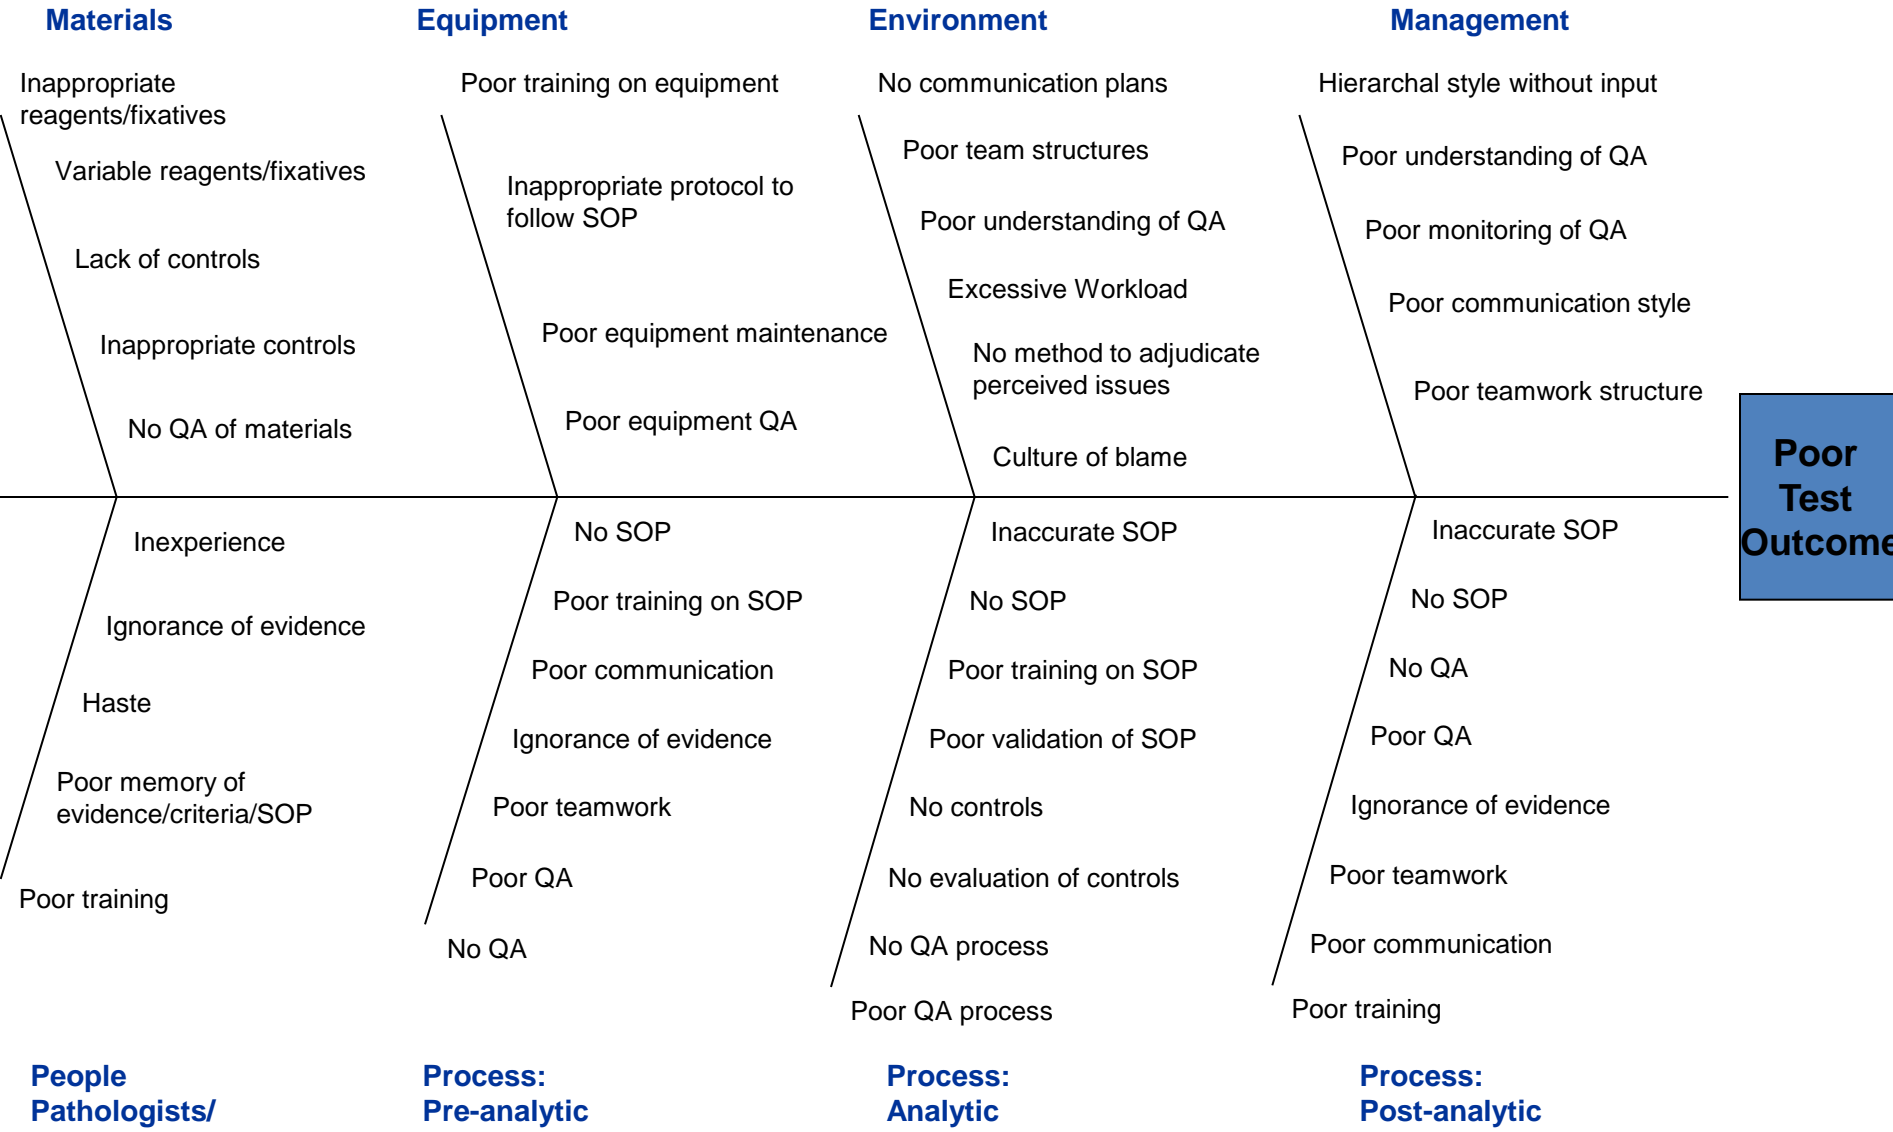 Materials
Equipment
Environment
Management
Inappropriate
reagents/fixatives
Variable reagents/fixatives
Lack of controls
Inappropriate controls
No QA of materials
Poor training on equipment
Inappropriate protocol to
follow SOP
Poor equipment maintenance
Poor equipment QA
No communication plans
Poor team structures
Poor understanding of QA
Excessive Workload
No method to adjudicate
perceived issues
Culture of blame
Hierarchal style without input
Poor understanding of QA
Poor monitoring of QA
Poor communication style
Poor teamwork structure
Poor
Test
Outcome
Inexperience
Ignorance of evidence
Haste
Poor memory of
evidence/criteria/SOP
Poor training
No SOP
Poor training on SOP
Poor communication
Ignorance of evidence
Poor teamwork
Poor QA
No QA
Inaccurate SOP
No SOP
Poor training on SOP
Poor validation of SOP
No controls
No evaluation of controls
No QA process
Poor QA process
Inaccurate SOP
No SOP
No QA
Poor QA
Ignorance of evidence
Poor teamwork
Poor communication
Poor training
People
Pathologists/
Process:
Pre-analytic
Process:
Analytic
Process:
Post-analytic